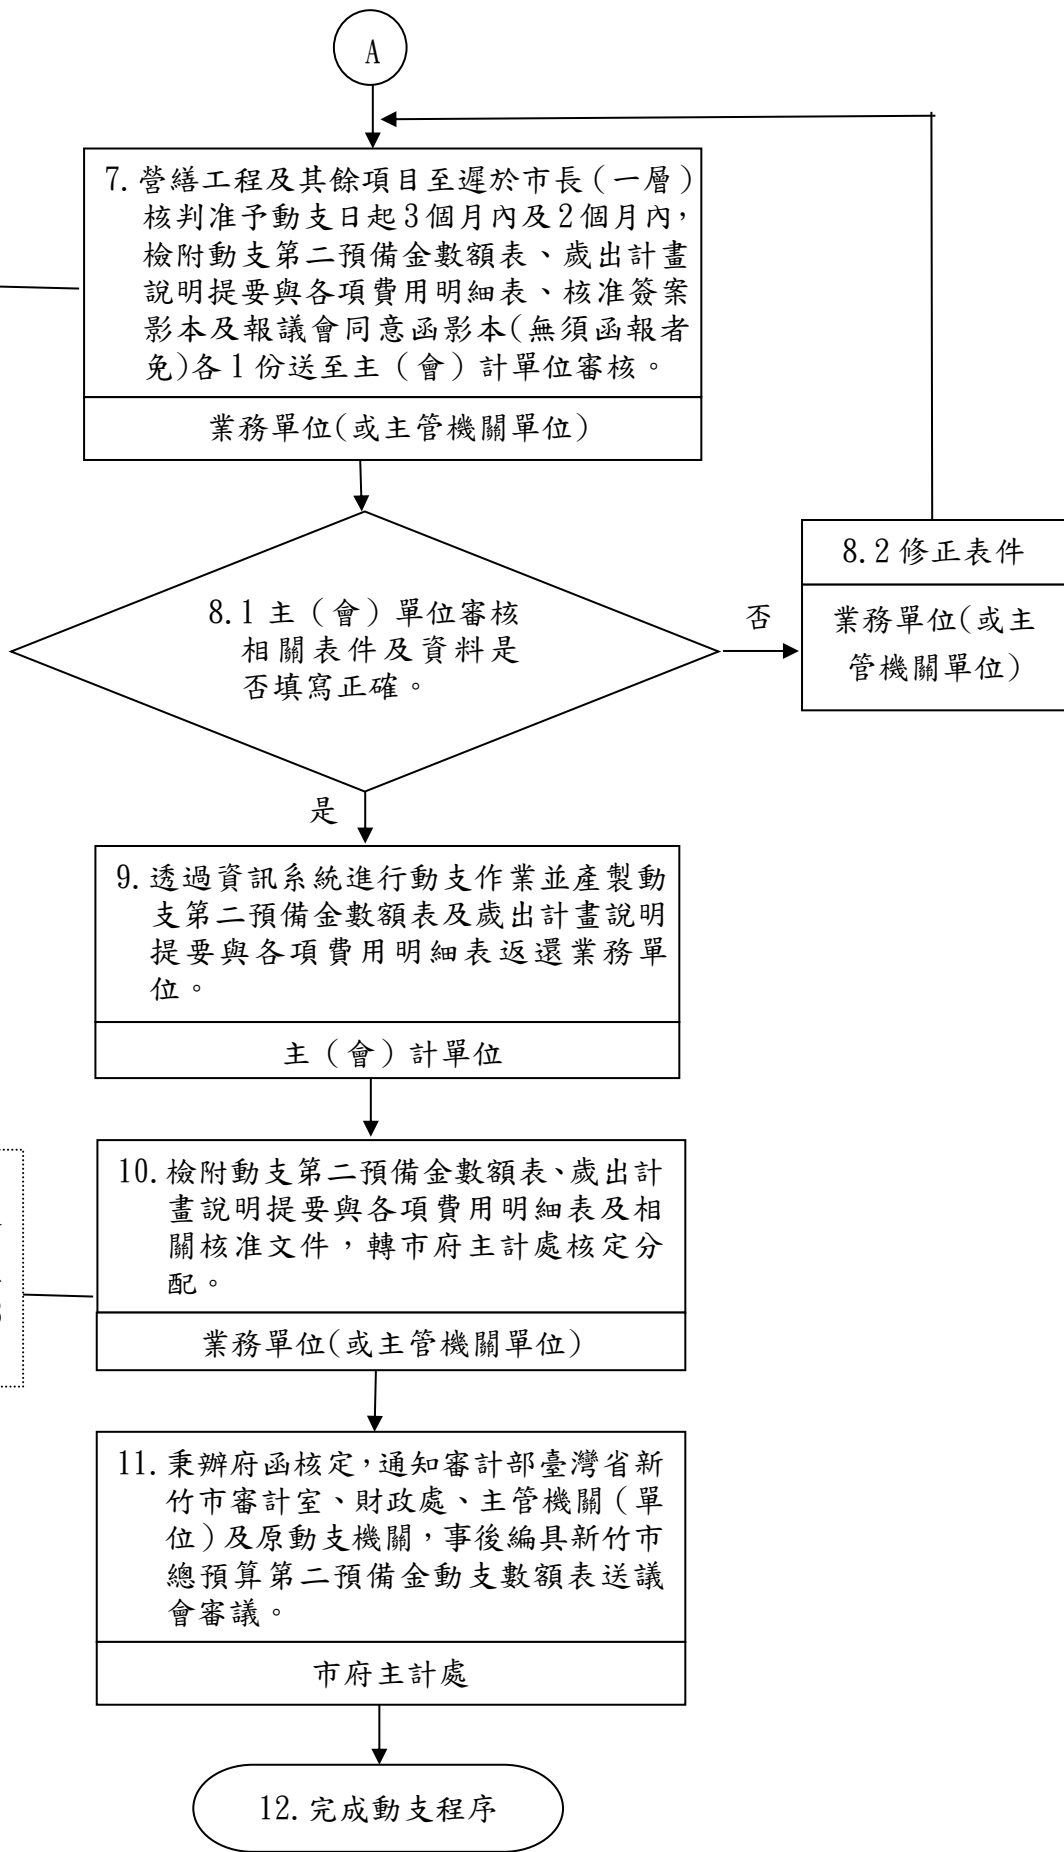 A
7.營繕工程及其餘項目至遲於市長（一層）
核判准予動支日起3個月內及2個月內，
檢附動支第二預備金數額表、歲出計畫
說明提要與各項費用明細表、核准簽案
影本及報議會同意函影本(無須函報者
免)各1份送至主（會）計單位審核。
業務單位(或主管機關單位)
8.1主（會）單位審核
相關表件及資料是
否填寫正確。
否
8.2修正表件
業務單位(或主
管機關單位)
是
9.透過資訊系統進行動支作業並產製動
支第二預備金數額表及歲出計畫說明
提要與各項費用明細表返還業務單
位。
主（會）計單位
10.檢附動支第二預備金數額表、歲出計
畫說明提要與各項費用明細表及相
關核准文件，轉市府主計處核定分
配。
業務單位(或主管機關單位)
11.秉辦府函核定，通知審計部臺灣省新
竹市審計室、財政處、主管機關（單
位）及原動支機關，事後編具新竹市
總預算第二預備金動支數額表送議
會審議。
市府主計處
12.完成動支程序